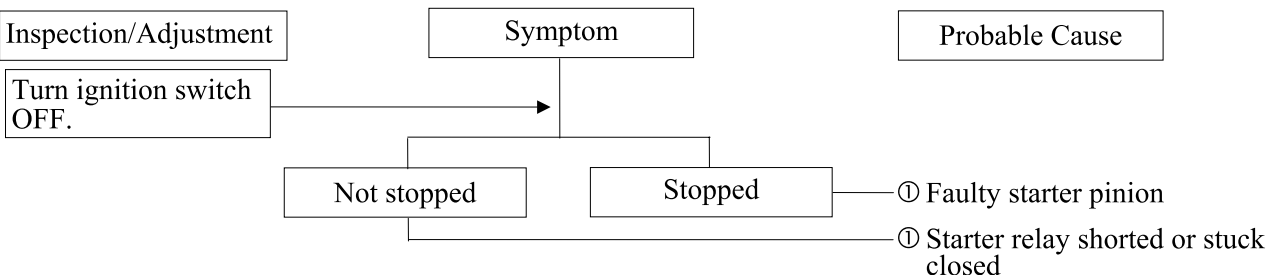 Inspection/Adjustment
Symptom
Probable Cause
Turn ignition switch
OFF.
Not stopped
Stopped
① Faulty starter pinion
① Starter relay shorted or stuck
closed